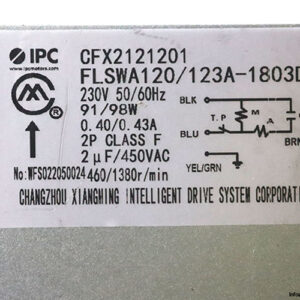 IPC
www.ipcmotors.com
CFX2121201
FLSWA120/123A-1803D
230V 50/60Hz
91/98W
0.40/0.43A
2P CLASS F
2μF/450VAC
No:WFS022050024 460/1380r/min
CHANGZHOU XIANGMING INTELLIGENT DRIVE SYSTEM CORPORATI
BLK
T.P
M
BLU
A
BRN
YEL/GRN